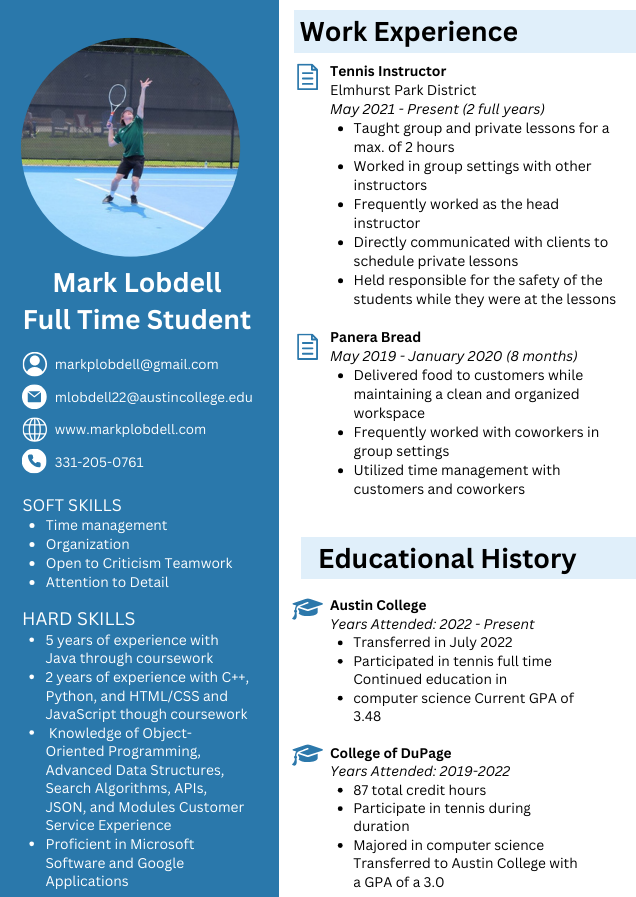 Mark Lobdell
Full Time Student
markplobdell@gmail.com
mlobdell22@austincollege.edu
www.markplobdell.com
331-205-0761
SOFT SKILLS
• Time management
• Organization
• Open to Criticism Teamwork
• Attention to Detail
HARD SKILLS
• 5 years of experience with
Java through coursework
• 2 years of experience with C++,
Python, and HTML/CSS and
JavaScript though coursework
• Knowledge of Object-
Oriented Programming,
Advanced Data Structures,
Search Algorithms, APIs,
JSON, and Modules Customer
Service Experience
• Proficient in Microsoft
Software and Google
Applications
Work Experience
Tennis Instructor
Elmhurst Park District
May 2021 - Present (2 full years)
• Taught group and private lessons for a
max. of 2 hours
• Worked in group settings with other
instructors
• Frequently worked as the head
instructor
• Directly communicated with clients to
schedule private lessons
• Held responsible for the safety of the
students while they were at the lessons
Panera Bread
May 2019 - January 2020 (8 months)
• Delivered food to customers while
maintaining a clean and organized
workspace
• Frequently worked with coworkers in
group settings
• Utilized time management with
customers and coworkers
Educational History
Austin College
Years Attended: 2022 - Present
• Transferred in July 2022
• Participated in tennis full time
Continued education in
• computer science Current GPA of
3.48
College of DuPage
Years Attended: 2019-2022
• 87 total credit hours
• Participate in tennis during
duration
• Majored in computer science
Transferred to Austin College with
a GPA of a 3.0